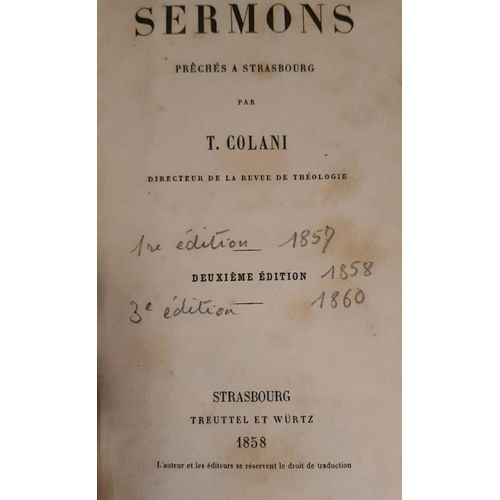 SERMONS
PRÊCHÉS A STRASBOURG
PAR
T. COLANI
DIRECTEUR DE LA REVUE DE THÉOLOGIE
1re édition 1857
DEUXIÈME ÉDITION 1858
3e édition 1860
STRASBOURG
TREUTTEL ET WÜRTZ
1858
L'auteur et les éditeurs se réservent le droit de traduction